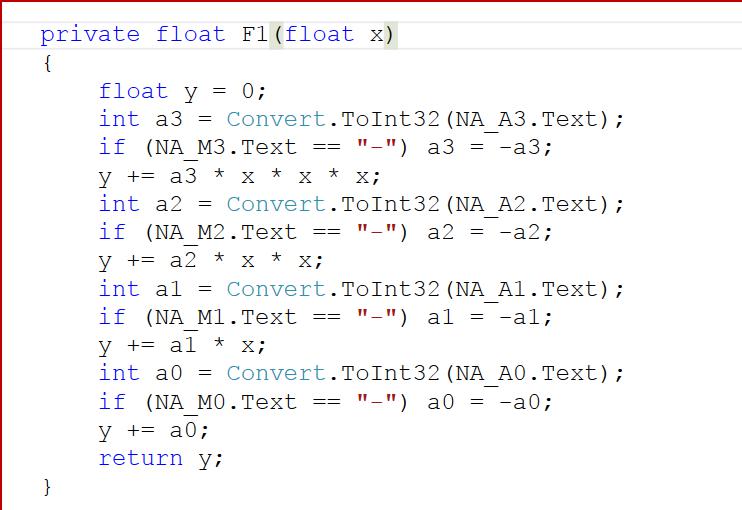 private float F1(float x)
{
float y = 0;
int a3 = Convert.ToInt32(NA_A3.Text);
if (NA_M3.Text == "-") a3 = -a3;
y += a3 * x * x * x;
int a2 = Convert.ToInt32(NA_A2.Text);
if (NA_M2.Text == "-") a2 = -a2;
y += a2 * x * x;
int a1 = Convert.ToInt32(NA_A1.Text);
if (NA_M1.Text == "-") a1 = -a1;
y += a1 * x;
int a0 = Convert.ToInt32(NA_A0.Text);
if (NA_M0.Text == "-") a0 = -a0;
y += a0;
return y;
}